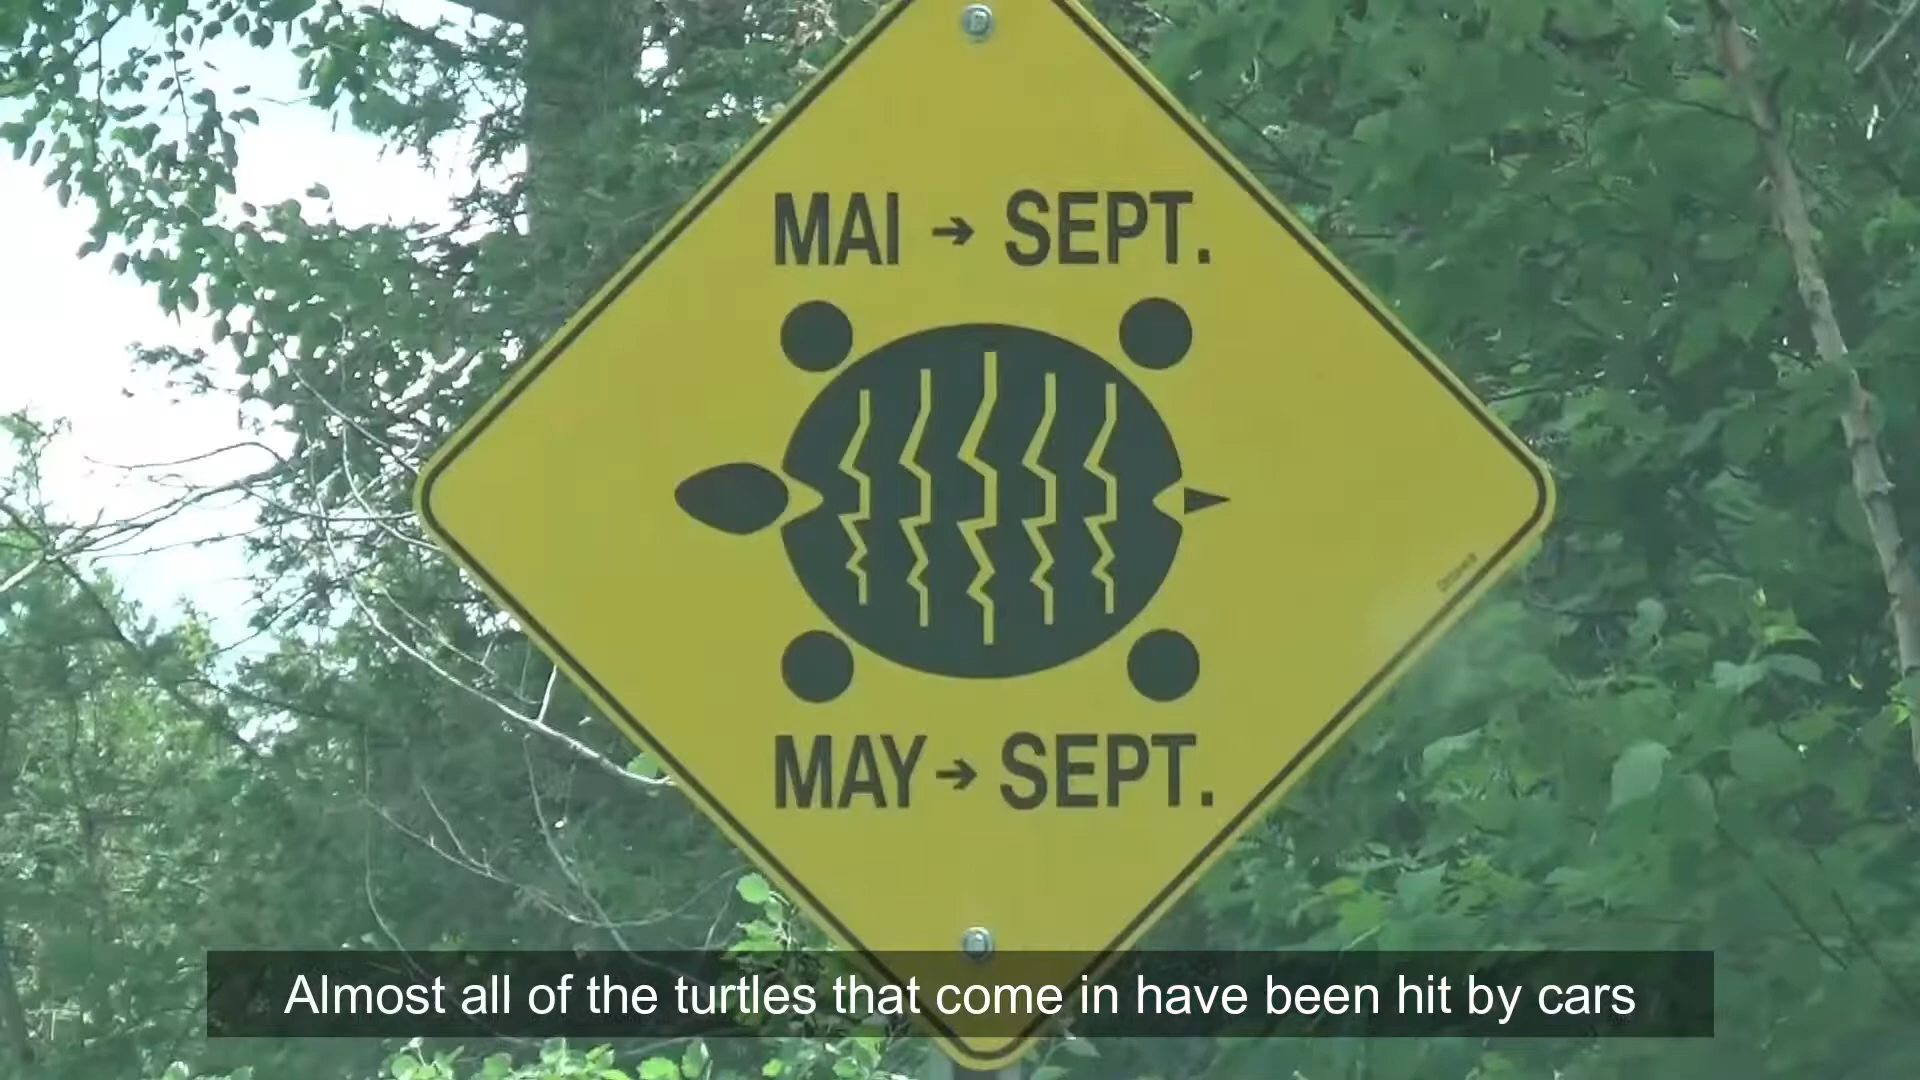 MAI → SEPT.
MAY → SEPT.
Almost all of the turtles that come in have been hit by cars